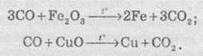 3CO+Fe₂O₃ —t°→ 2Fe+3CO₂;
CO+CuO —t°→ Cu+CO₂.